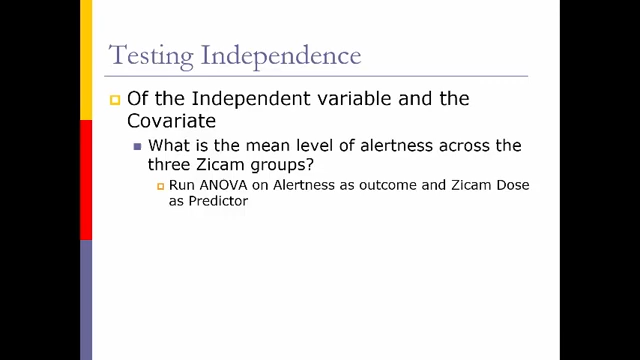 Testing Independence
Of the Independent variable and the
Covariate
What is the mean level of alertness across the
three Zicam groups?
Run ANOVA on Alertness as outcome and Zicam Dose
as Predictor